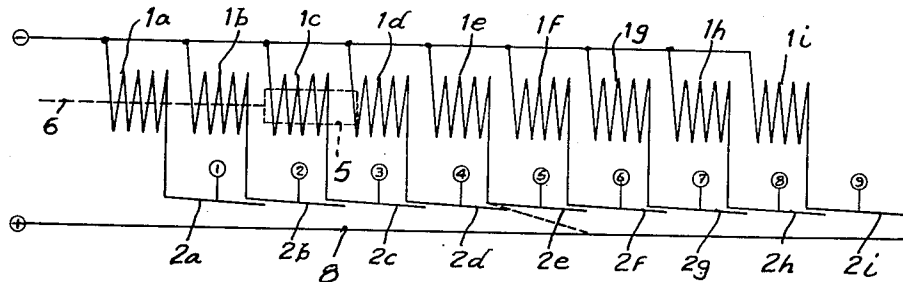 1a 1b 1c 1d 1e 1f 1g 1h 1i
⊖
6
5
① ② ③ ④ ⑤ ⑥ ⑦ ⑧ ⑨
⊕
2a 2b 8 2c 2d 2e 2f 2g 2h 2i